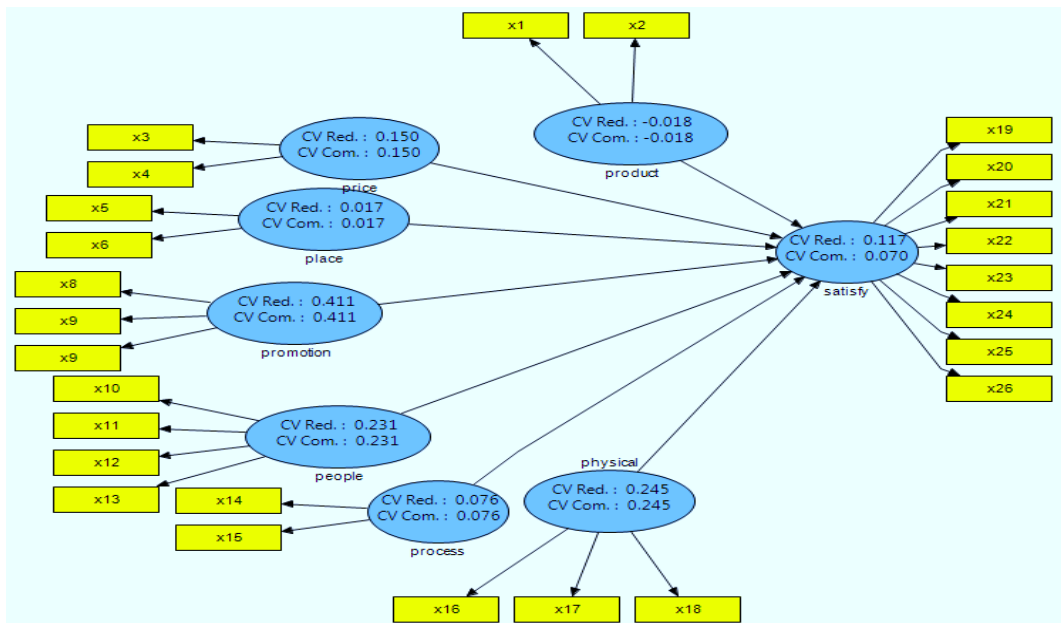 x1
x2
CV Red. : -0.018
CV Com. : -0.018
product
x3
x4
CV Red. : 0.150
CV Com. : 0.150
price
x5
x6
CV Red. : 0.017
CV Com. : 0.017
place
x8
x9
x9
CV Red. : 0.411
CV Com. : 0.411
promotion
x10
x11
x12
x13
CV Red. : 0.231
CV Com. : 0.231
people
x14
x15
CV Red. : 0.076
CV Com. : 0.076
process
physical
CV Red. : 0.245
CV Com. : 0.245
x16
x17
x18
CV Red. : 0.117
CV Com. : 0.070
satisfy
x19
x20
x21
x22
x23
x24
x25
x26